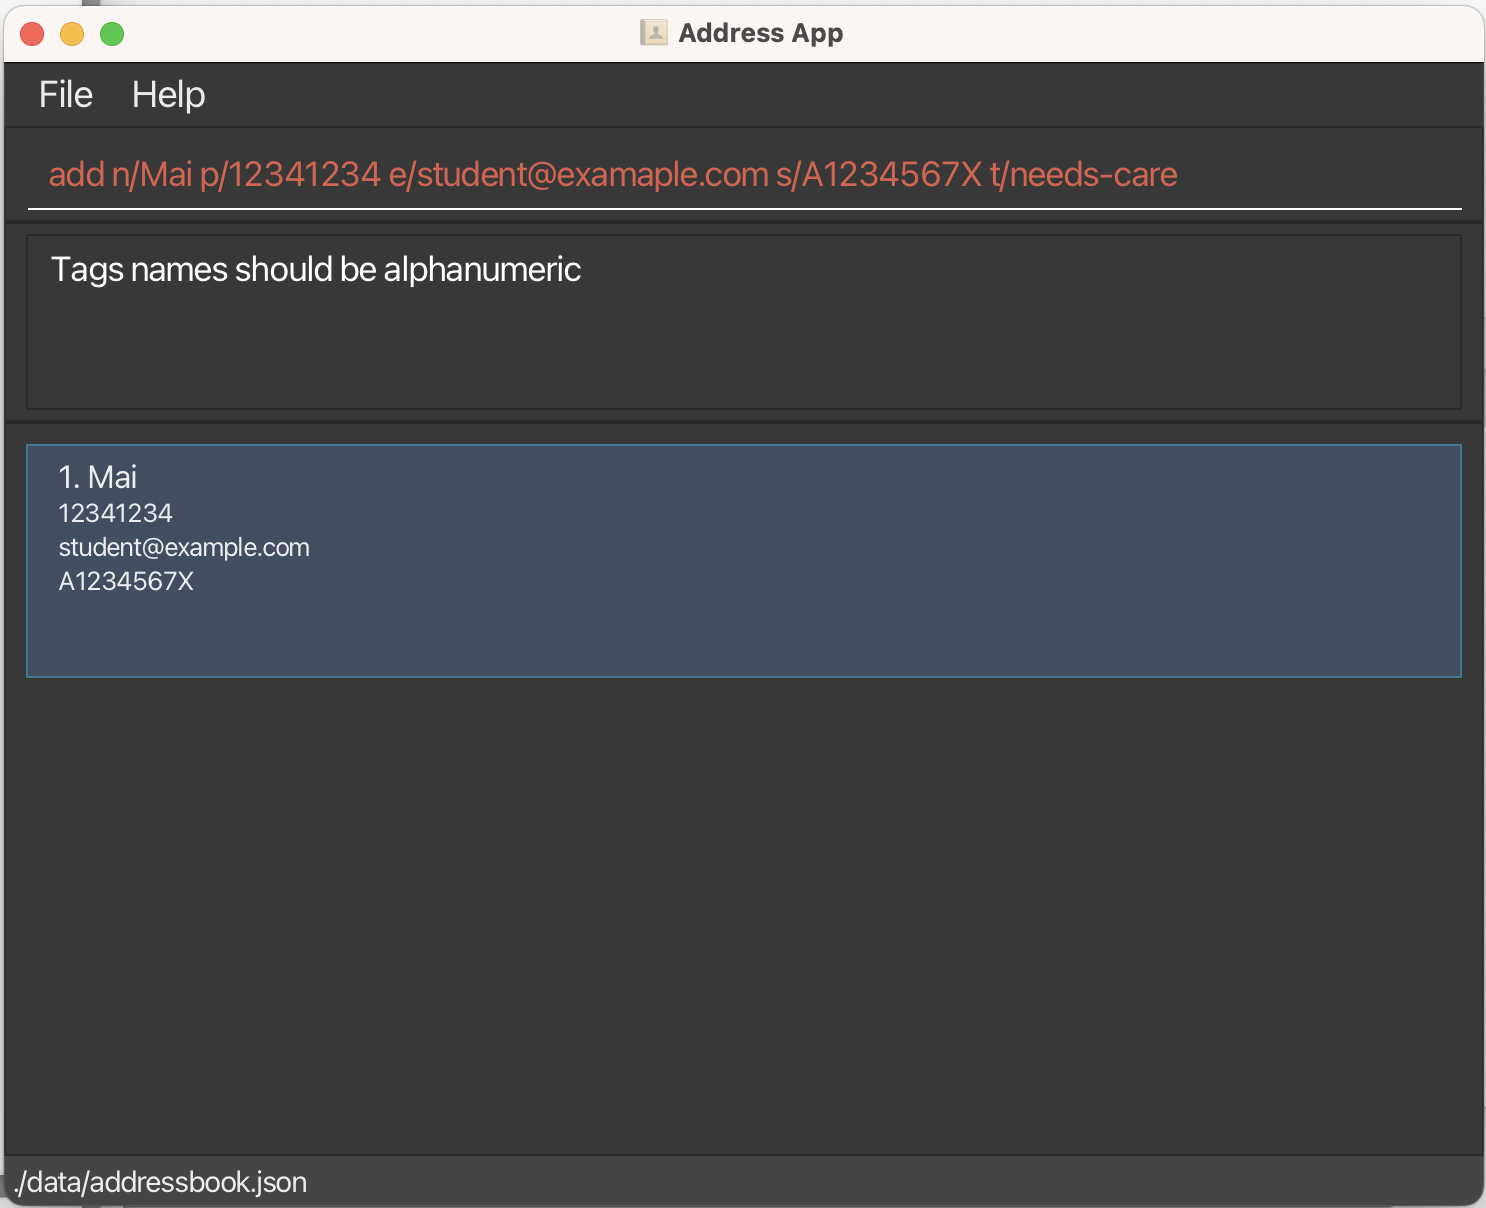 Address App
File Help
add n/Mai p/12341234 e/student@examaple.com s/A1234567X t/needs-care
Tags names should be alphanumeric
1. Mai
12341234
student@example.com
A1234567X
./data/addressbook.json